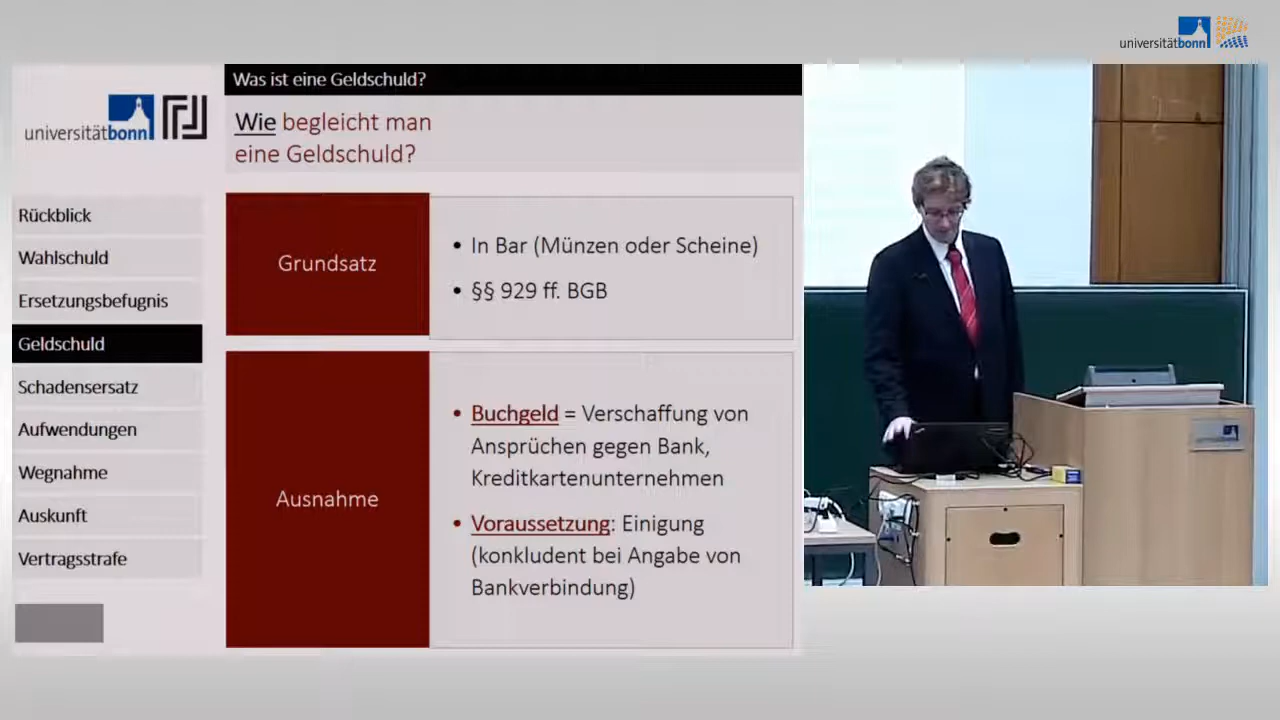 universitätbonn
Was ist eine Geldschuld?
universitätbonn
Wie begleicht man
eine Geldschuld?
Rückblick
Wahlschuld
Ersetzungsbefugnis
Geldschuld
Schadensersatz
Aufwendungen
Wegnahme
Auskunft
Vertragsstrafe
Grundsatz
• In Bar (Münzen oder Scheine)
• §§ 929 ff. BGB
Ausnahme
• Buchgeld = Verschaffung von
Ansprüchen gegen Bank,
Kreditkartenunternehmen
• Voraussetzung: Einigung
(konkludent bei Angabe von
Bankverbindung)